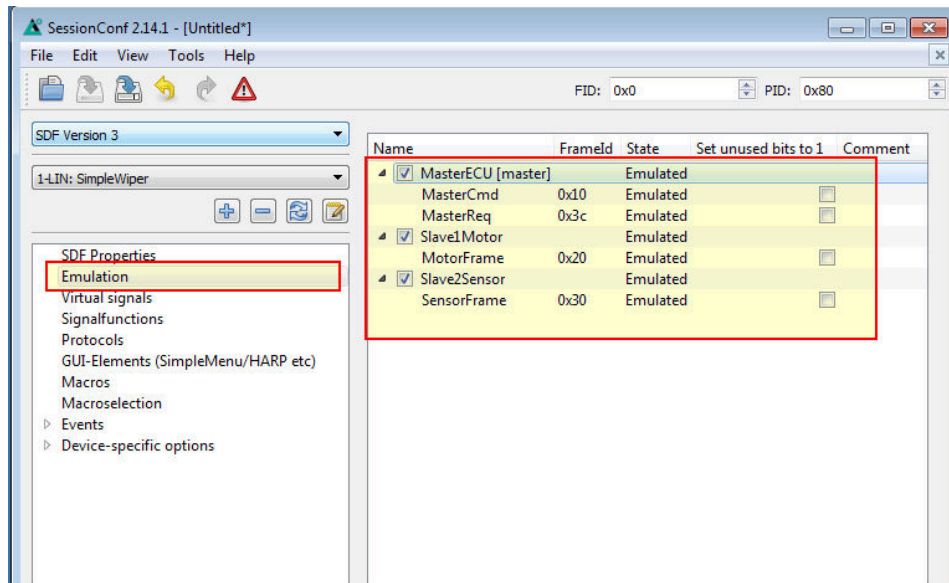 SessionConf 2.14.1 - [Untitled*]
File Edit View Tools Help
FID: 0x0 PID: 0x80
SDF Version 3
1-LIN: SimpleWiper
SDF Properties
Emulation
Virtual signals
Signalfunctions
Protocols
GUI-Elements (SimpleMenu/HARP etc)
Macros
Macroselection
Events
Device-specific options
Name FrameId State Set unused bits to 1 Comment
MasterECU [master] Emulated
MasterCmd 0x10 Emulated
MasterReq 0x3c Emulated
Slave1Motor Emulated
MotorFrame 0x20 Emulated
Slave2Sensor Emulated
SensorFrame 0x30 Emulated